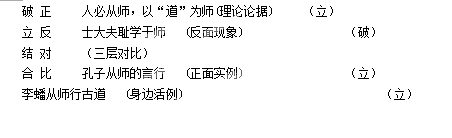 破 正 人必从师，以“道”为师(理论论据) （立）
立 反 士大夫耻学于师 （反面现象） （破）
结 对 （三层对比）
合 比 孔子从师的言行 （正面实例） （立）
李蟠从师行古道 （身边活例） （立）